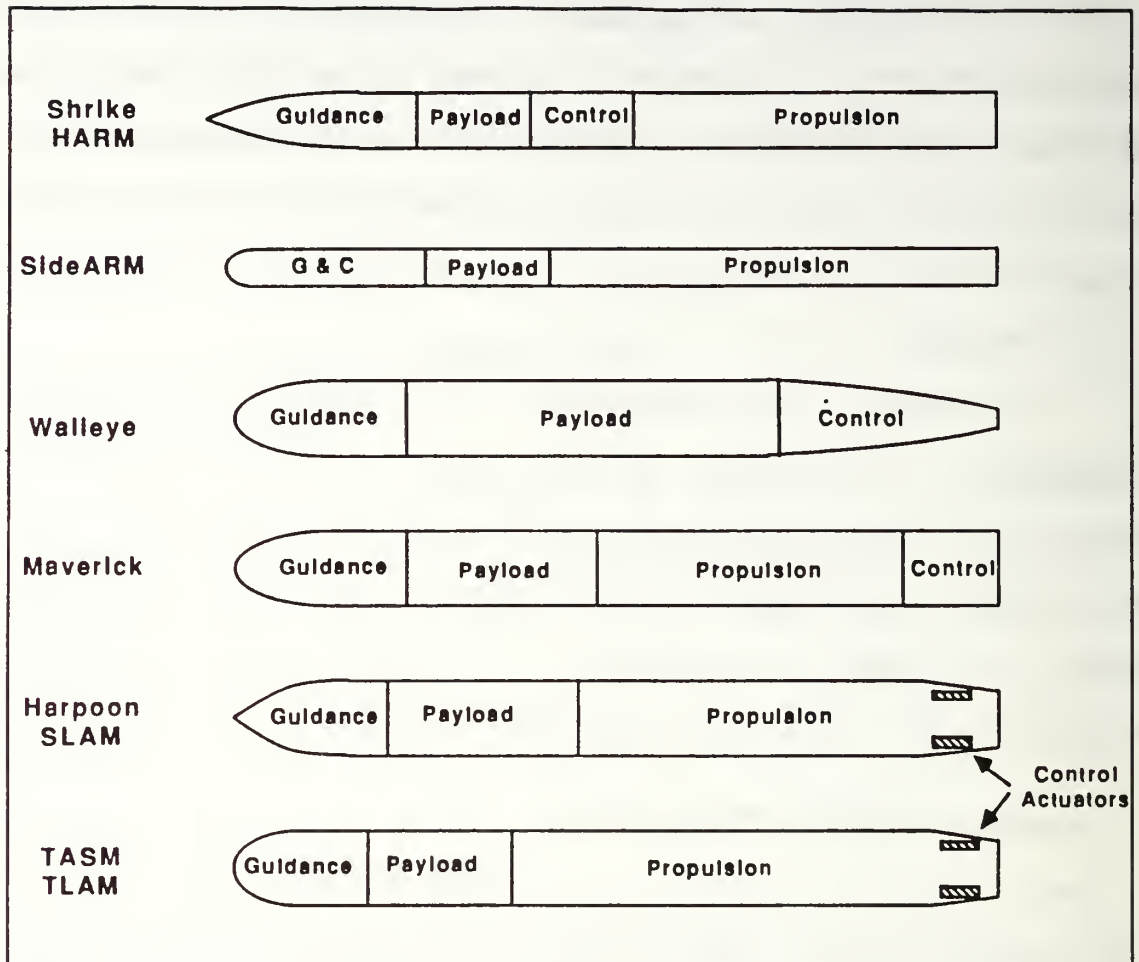 Shrike
HARM
Guidance Payload Control Propulsion
SideARM
G & C Payload Propulsion
Walleye
Guidance Payload Control
Maverick
Guidance Payload Propulsion Control
Harpoon
SLAM
Guidance Payload Propulsion
Control
Actuators
TASM
TLAM
Guidance Payload Propulsion